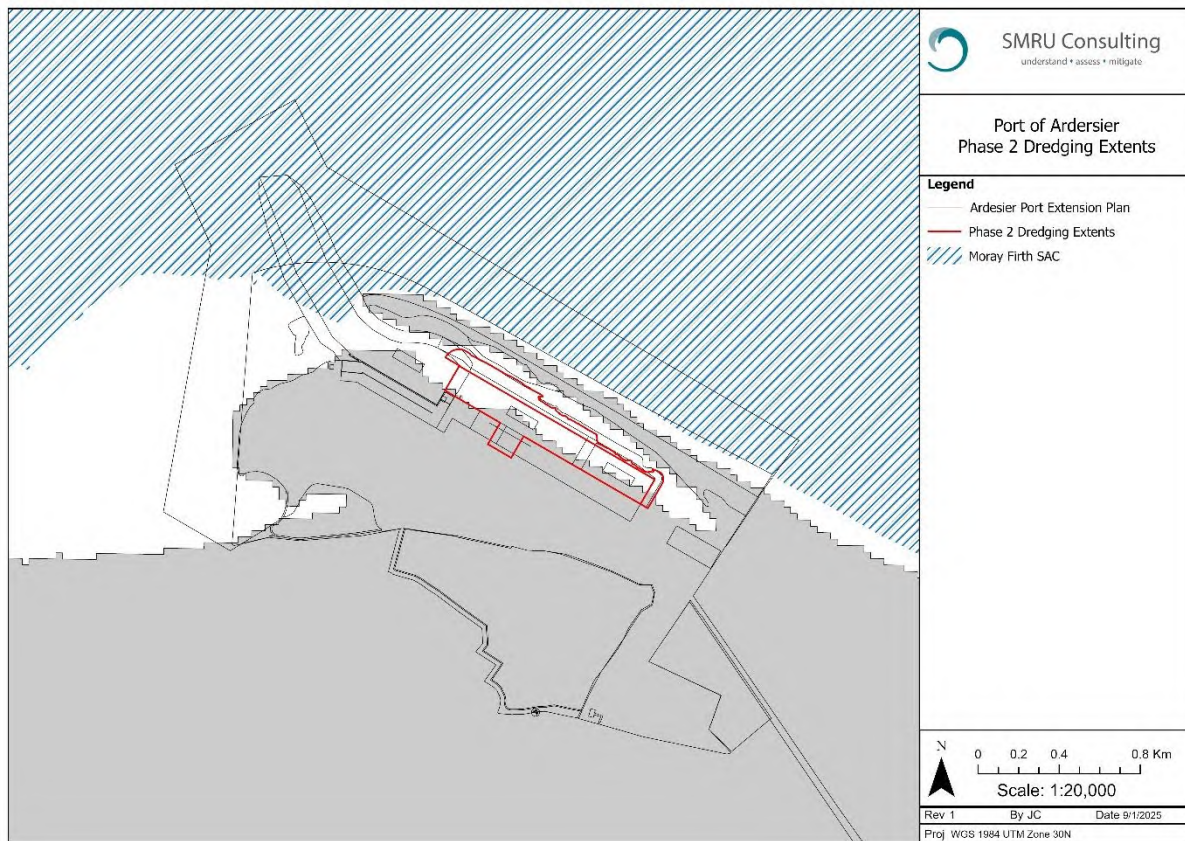 SMRU Consulting
understand • assess • mitigate
Port of Ardersier
Phase 2 Dredging Extents
Legend
Ardesier Port Extension Plan
Phase 2 Dredging Extents
Moray Firth SAC
N
0 0.2 0.4 0.8 Km
Scale: 1:20,000
Rev 1 By JC Date 9/1/2025
Proj WGS 1984 UTM Zone 30N